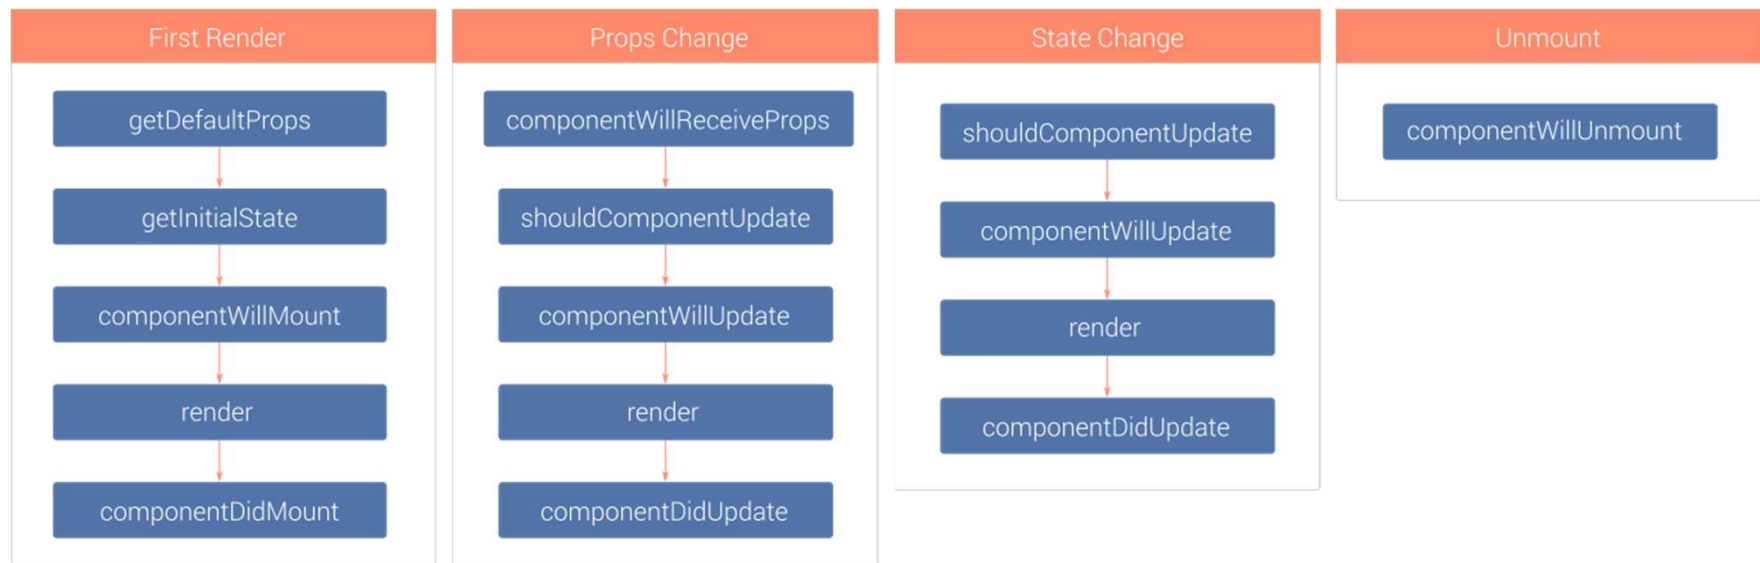 First Render
getDefaultProps
getInitialState
componentWillMount
render
componentDidMount
Props Change
componentWillReceiveProps
shouldComponentUpdate
componentWillUpdate
render
componentDidUpdate
State Change
shouldComponentUpdate
componentWillUpdate
render
componentDidUpdate
Unmount
componentWillUnmount